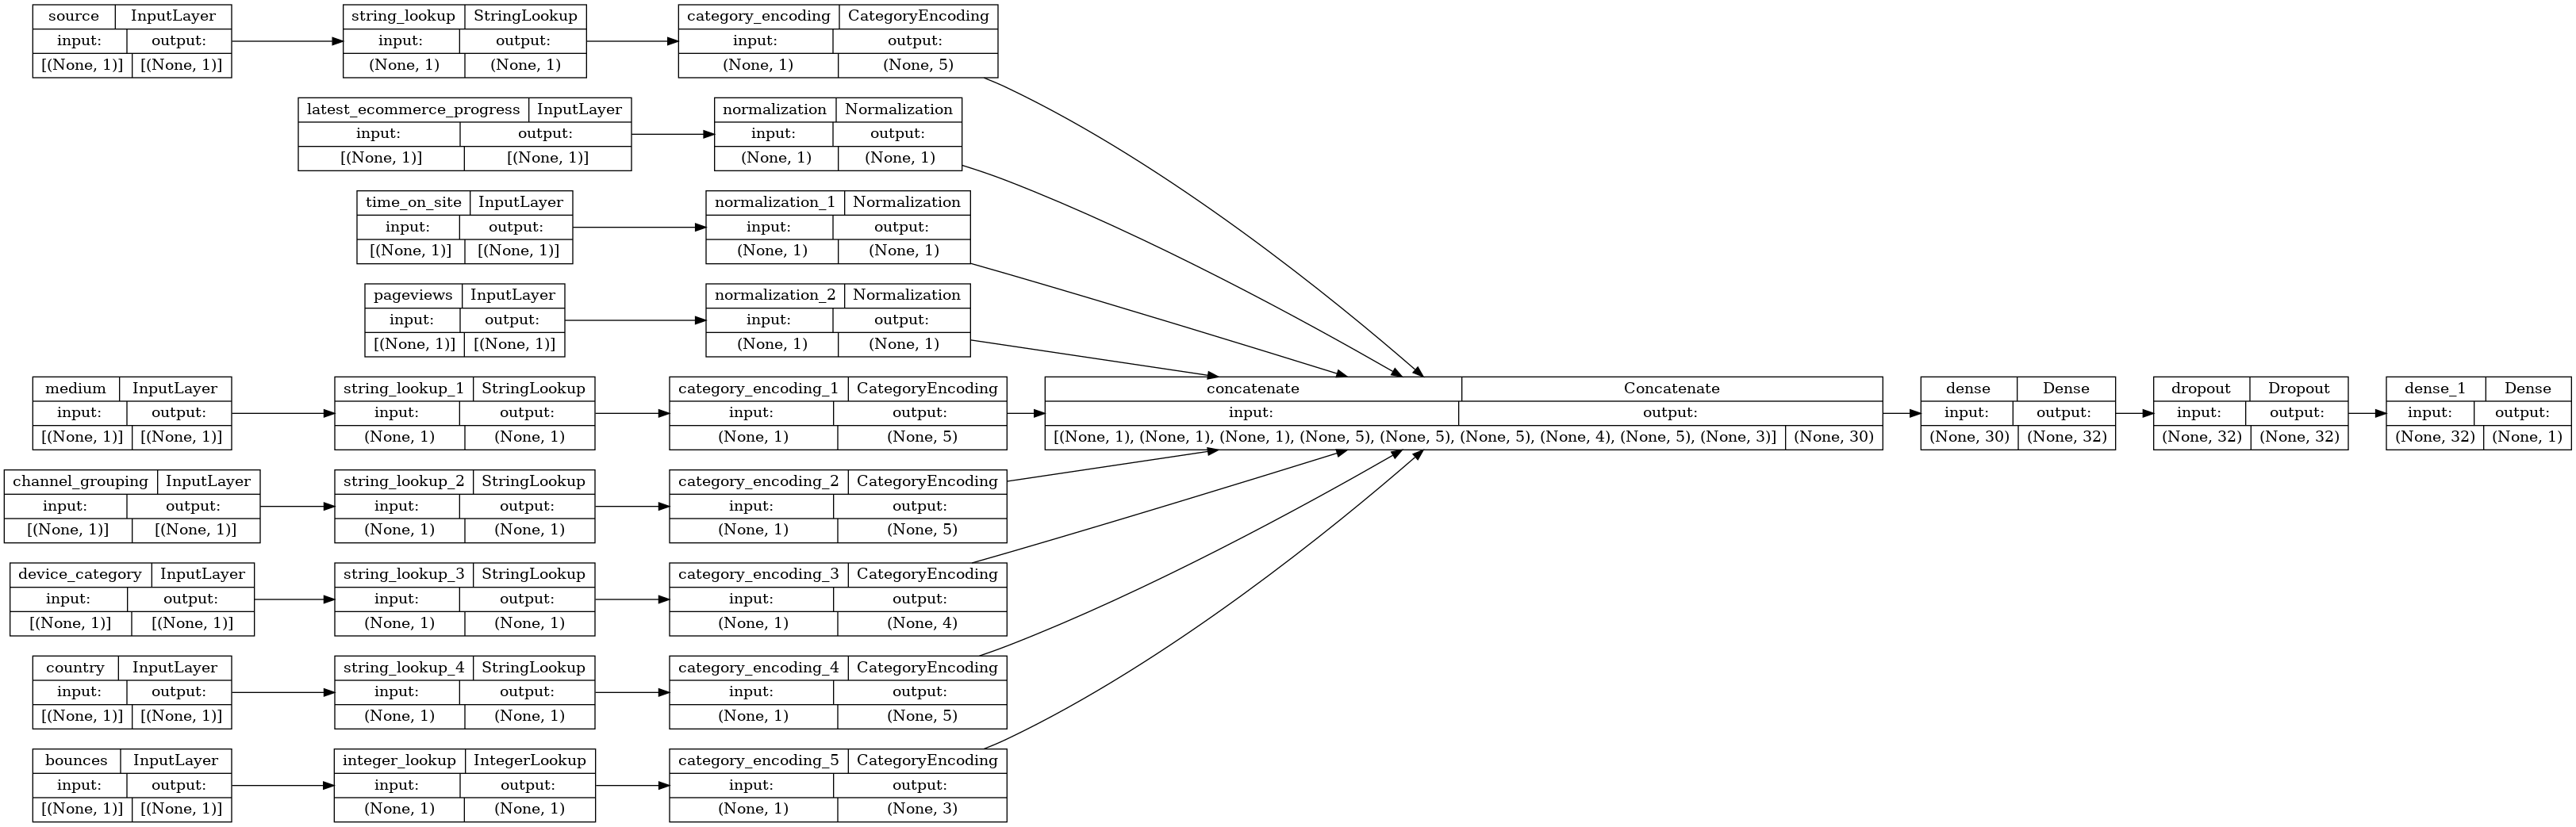 source InputLayer
input: output:
[(None, 1)] [(None, 1)]
string_lookup StringLookup
input: output:
(None, 1) (None, 1)
category_encoding CategoryEncoding
input: output:
(None, 1) (None, 5)
latest_ecommerce_progress InputLayer
input: output:
[(None, 1)] [(None, 1)]
normalization Normalization
input: output:
(None, 1) (None, 1)
time_on_site InputLayer
input: output:
[(None, 1)] [(None, 1)]
normalization_1 Normalization
input: output:
(None, 1) (None, 1)
pageviews InputLayer
input: output:
[(None, 1)] [(None, 1)]
normalization_2 Normalization
input: output:
(None, 1) (None, 1)
medium InputLayer
input: output:
[(None, 1)] [(None, 1)]
string_lookup_1 StringLookup
input: output:
(None, 1) (None, 1)
category_encoding_1 CategoryEncoding
input: output:
(None, 1) (None, 5)
concatenate Concatenate
input: output:
[(None, 1), (None, 1), (None, 1), (None, 5), (None, 5), (None, 5), (None, 4), (None, 5), (None, 3)] (None, 30)
dense Dense
input: output:
(None, 30) (None, 32)
dropout Dropout
input: output:
(None, 32) (None, 32)
dense_1 Dense
input: output:
(None, 32) (None, 1)
channel_grouping InputLayer
input: output:
[(None, 1)] [(None, 1)]
string_lookup_2 StringLookup
input: output:
(None, 1) (None, 1)
category_encoding_2 CategoryEncoding
input: output:
(None, 1) (None, 5)
device_category InputLayer
input: output:
[(None, 1)] [(None, 1)]
string_lookup_3 StringLookup
input: output:
(None, 1) (None, 1)
category_encoding_3 CategoryEncoding
input: output:
(None, 1) (None, 4)
country InputLayer
input: output:
[(None, 1)] [(None, 1)]
string_lookup_4 StringLookup
input: output:
(None, 1) (None, 1)
category_encoding_4 CategoryEncoding
input: output:
(None, 1) (None, 5)
bounces InputLayer
input: output:
[(None, 1)] [(None, 1)]
integer_lookup IntegerLookup
input: output:
(None, 1) (None, 1)
category_encoding_5 CategoryEncoding
input: output:
(None, 1) (None, 3)